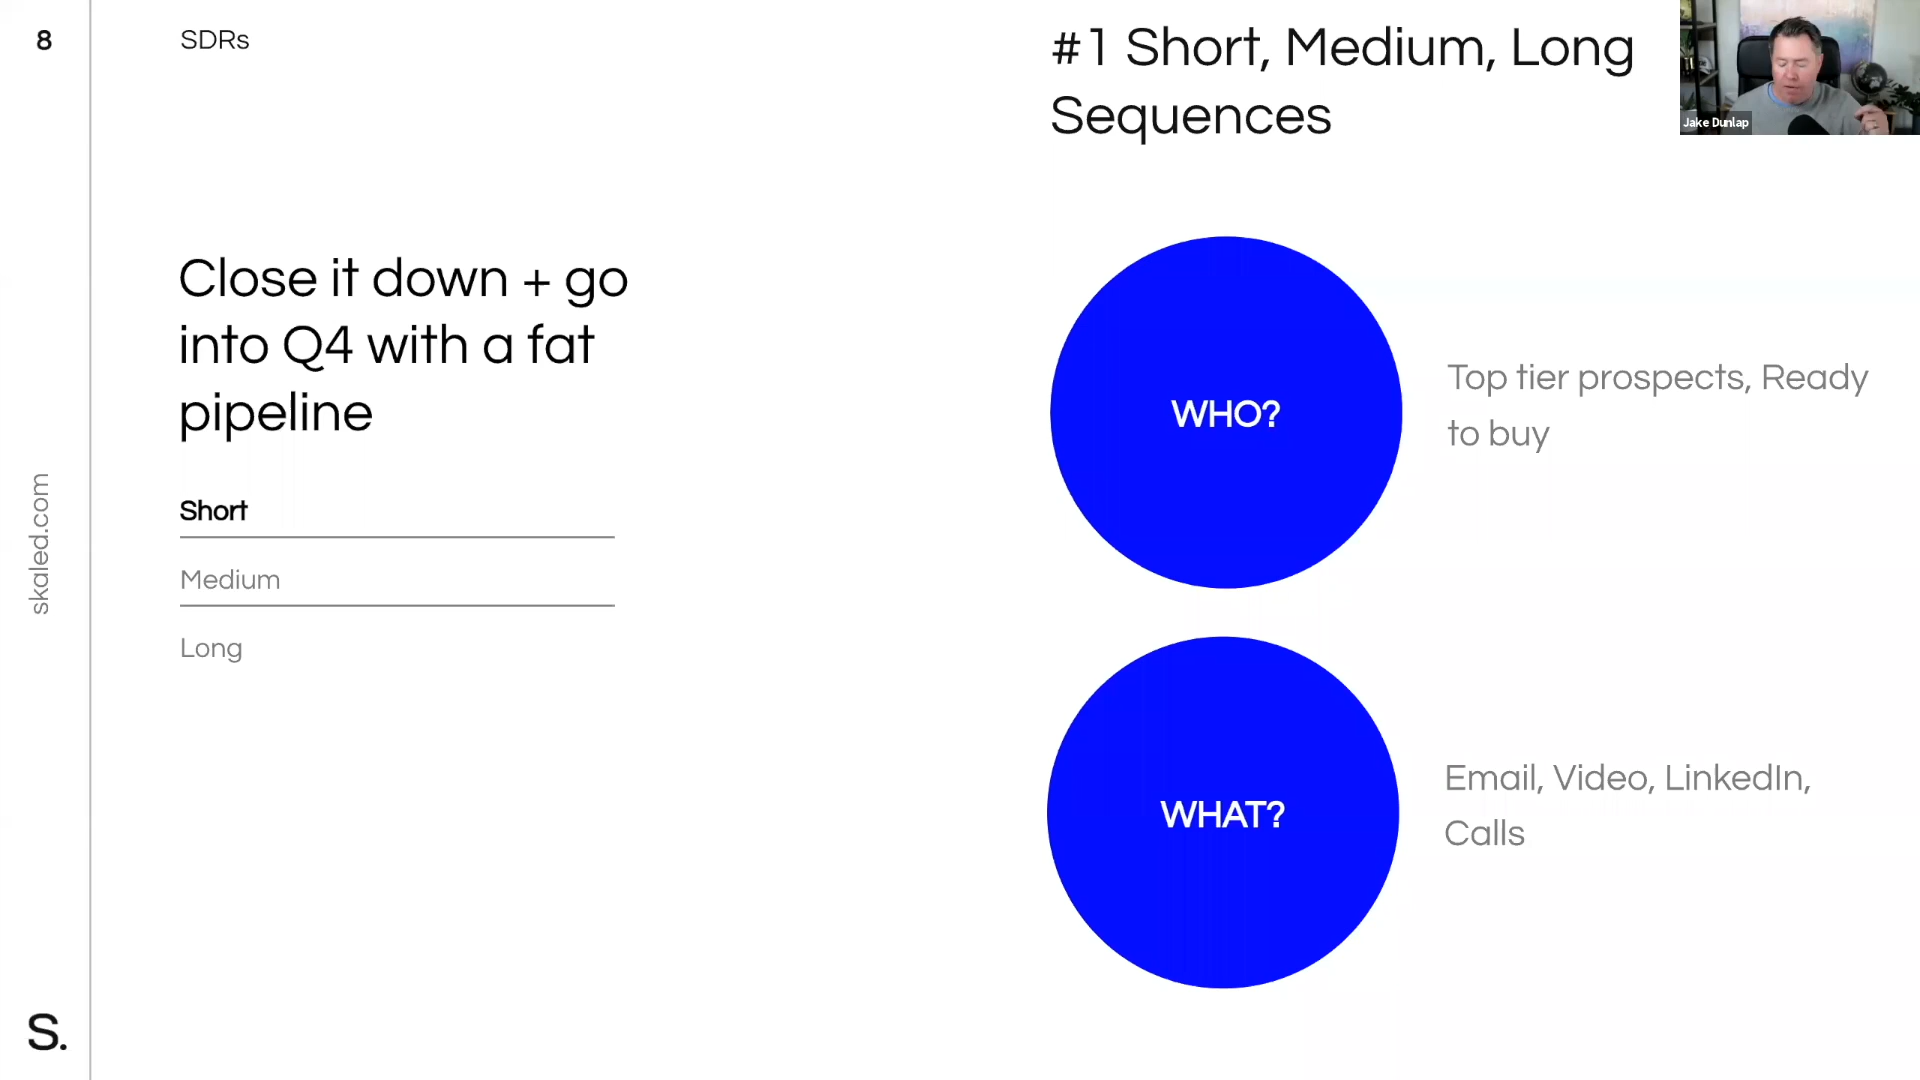 8
SDRs
#1 Short, Medium, Long
Sequences
Jake Dunlap
Close it down + go
into Q4 with a fat
pipeline
Short
Medium
Long
WHO?
Top tier prospects, Ready
to buy
WHAT?
Email, Video, LinkedIn,
Calls
skaled.com
S.